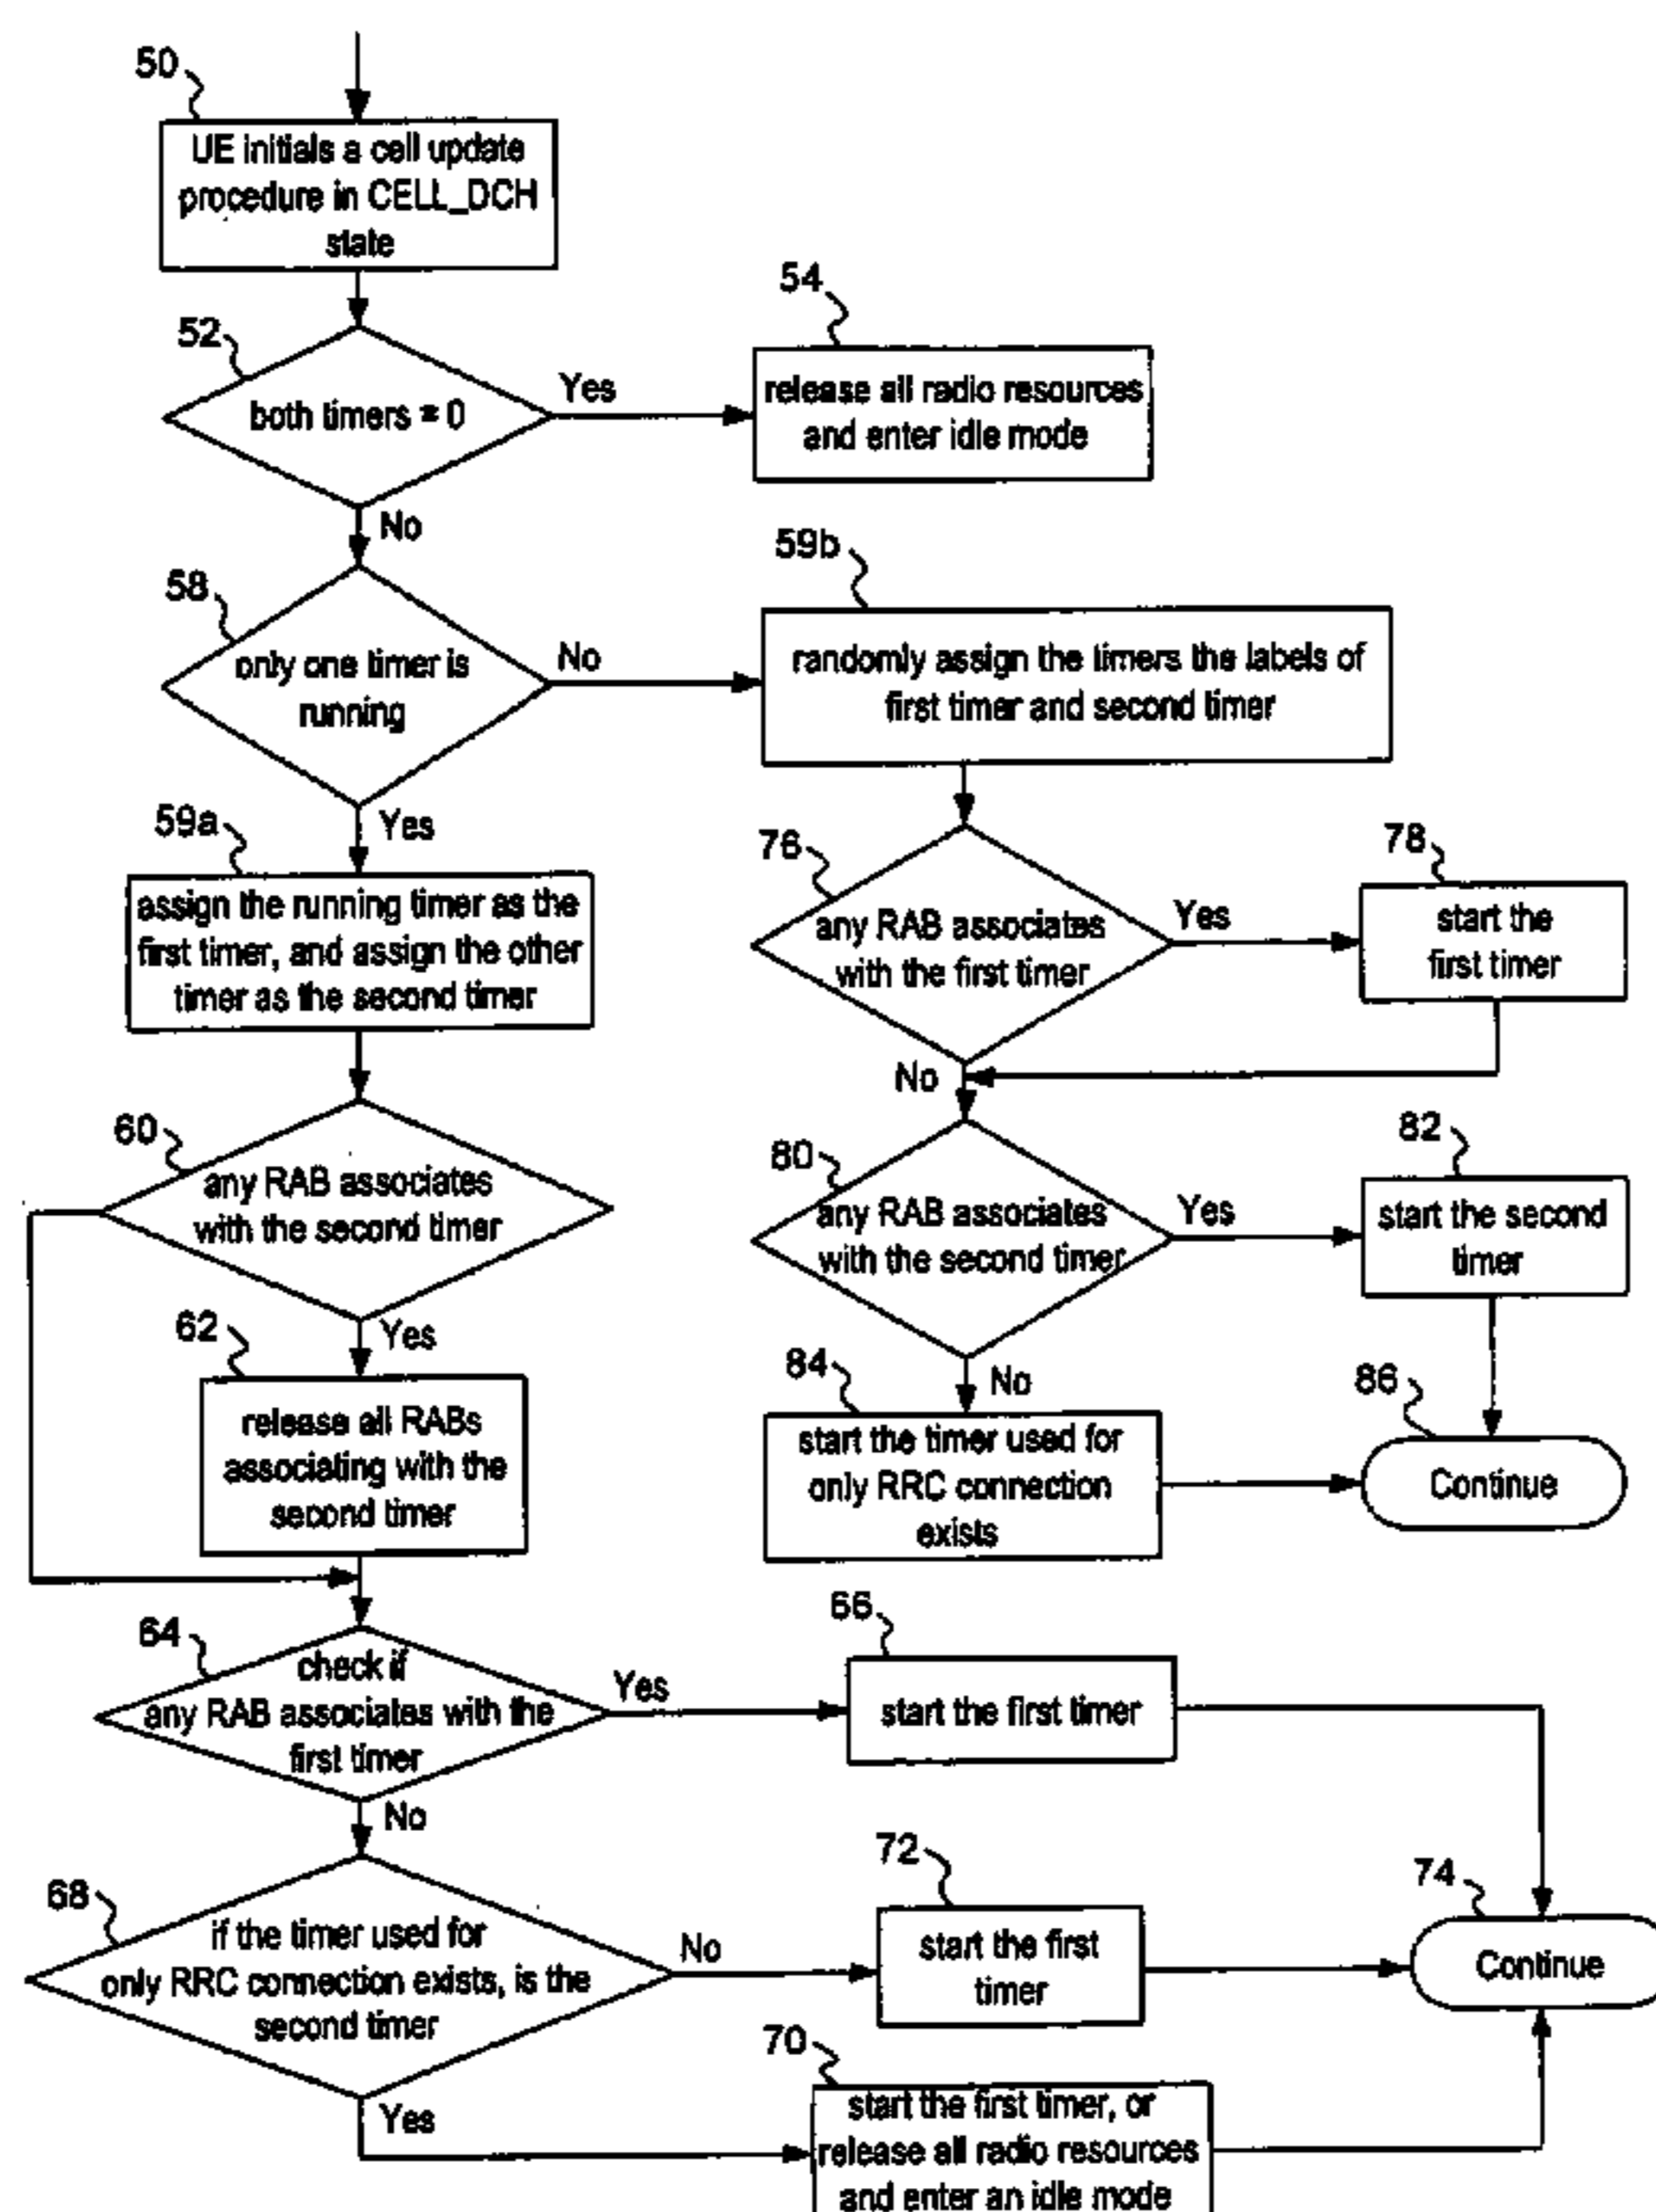 50
UE initials a cell update
procedure in CELL_DCH
state
52
both timers = 0
Yes
54
release all radio resources
and enter idle mode
No
58
only one timer is
running
No
59b
randomly assign the timers the labels of
first timer and second timer
Yes
59a
assign the running timer as the
first timer, and assign the other
timer as the second timer
76
any RAB associates
with the first timer
Yes
78
start the
first timer
No
60
any RAB associates
with the second timer
80
any RAB associates
with the second timer
Yes
82
start the second
timer
Yes
62
release all RABs
associating with the
second timer
No
84
start the timer used for
only RRC connection
exists
86
Continue
64
check if
any RAB associates with the
first timer
Yes
66
start the first timer
No
68
if the timer used for
only RRC connection exists, is the
second timer
No
72
start the first
timer
74
Continue
Yes
70
start the first timer, or
release all radio resources
and enter an idle mode